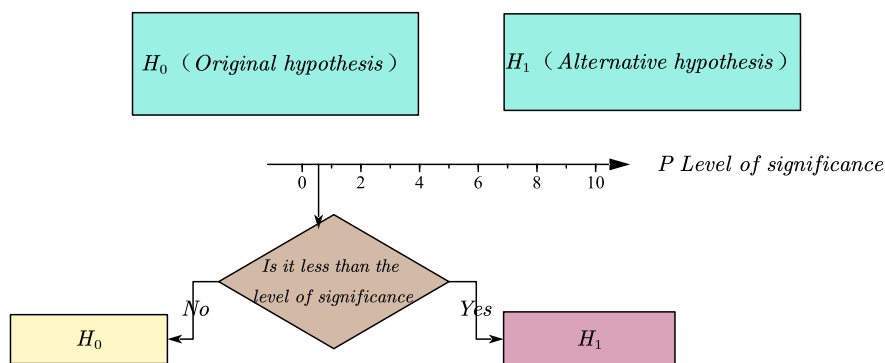 H₀（Original hypothesis）
H₁（Alternative hypothesis）
P Level of significance
0 2 4 6 8 10
Is it less than the
level of significance
No
Yes
H₀
H₁